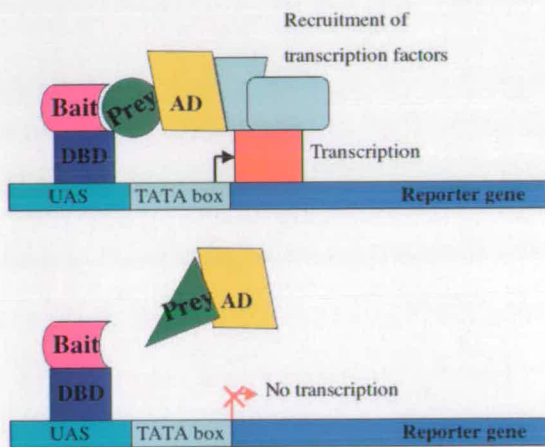 Recruitment of
transcription factors
Bait
Prey
AD
DBD
Transcription
UAS
TATA box
Reporter gene
Prey
AD
Bait
DBD
No transcription
UAS
TATA box
Reporter gene